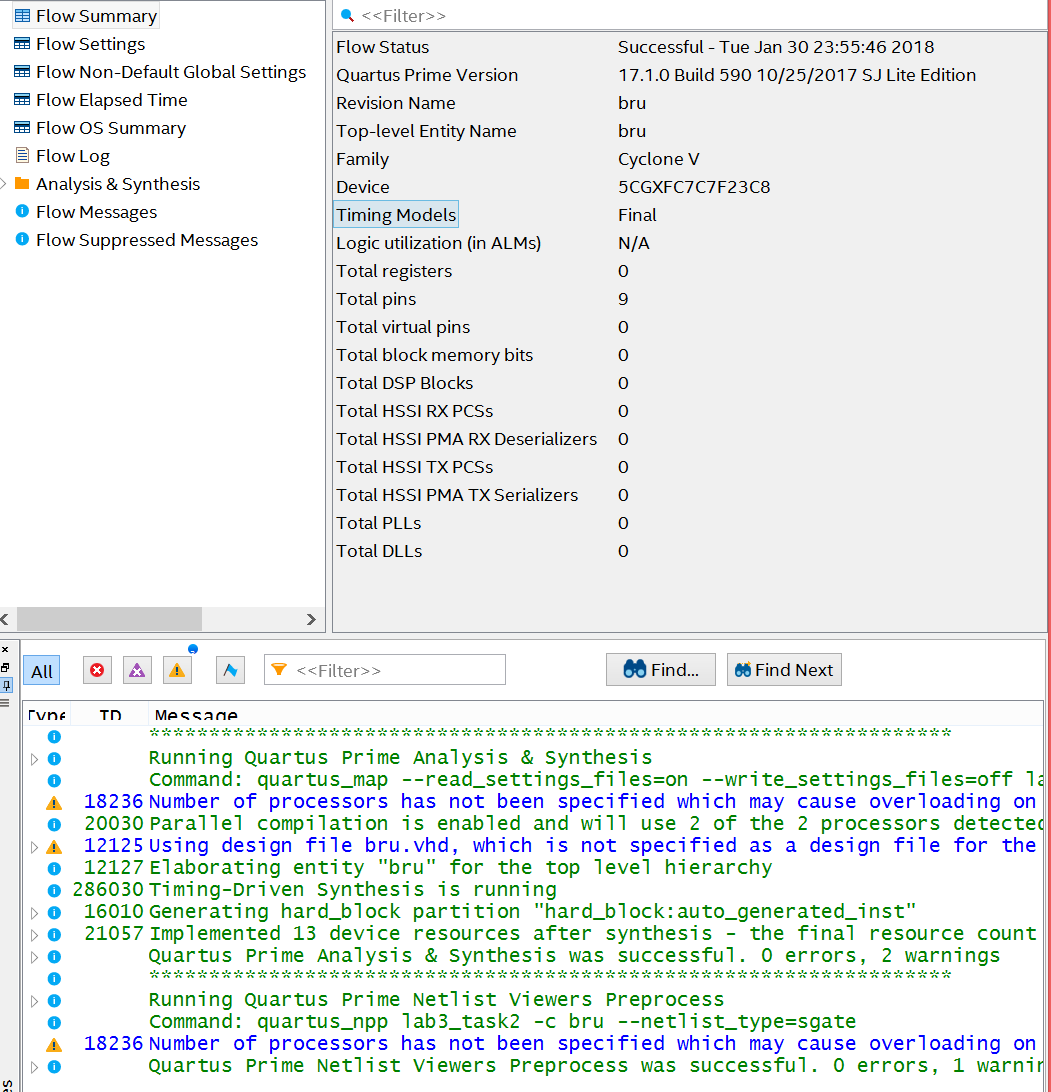 Flow Summary
Flow Settings
Flow Non-Default Global Settings
Flow Elapsed Time
Flow OS Summary
Flow Log
Analysis & Synthesis
Flow Messages
Flow Suppressed Messages
<<Filter>>
Flow Status Successful - Tue Jan 30 23:55:46 2018
Quartus Prime Version 17.1.0 Build 590 10/25/2017 SJ Lite Edition
Revision Name bru
Top-level Entity Name bru
Family Cyclone V
Device 5CGXFC7C7F23C8
Timing Models Final
Logic utilization (in ALMs) N/A
Total registers 0
Total pins 9
Total virtual pins 0
Total block memory bits 0
Total DSP Blocks 0
Total HSSI RX PCSs 0
Total HSSI PMA RX Deserializers 0
Total HSSI TX PCSs 0
Total HSSI PMA TX Serializers 0
Total PLLs 0
Total DLLs 0
All <<Filter>> Find... Find Next
Type ID Message
*******************************************************************
Running Quartus Prime Analysis & Synthesis
Command: quartus_map --read_settings_files=on --write_settings_files=off la
18236 Number of processors has not been specified which may cause overloading on
20030 Parallel compilation is enabled and will use 2 of the 2 processors detected
12125 Using design file bru.vhd, which is not specified as a design file for the
12127 Elaborating entity "bru" for the top level hierarchy
286030 Timing-Driven Synthesis is running
16010 Generating hard_block partition "hard_block:auto_generated_inst"
21057 Implemented 13 device resources after synthesis - the final resource count
Quartus Prime Analysis & Synthesis was successful. 0 errors, 2 warnings
*******************************************************************
Running Quartus Prime Netlist Viewers Preprocess
Command: quartus_npp lab3_task2 -c bru --netlist_type=sgate
18236 Number of processors has not been specified which may cause overloading on
Quartus Prime Netlist Viewers Preprocess was successful. 0 errors, 1 warnin